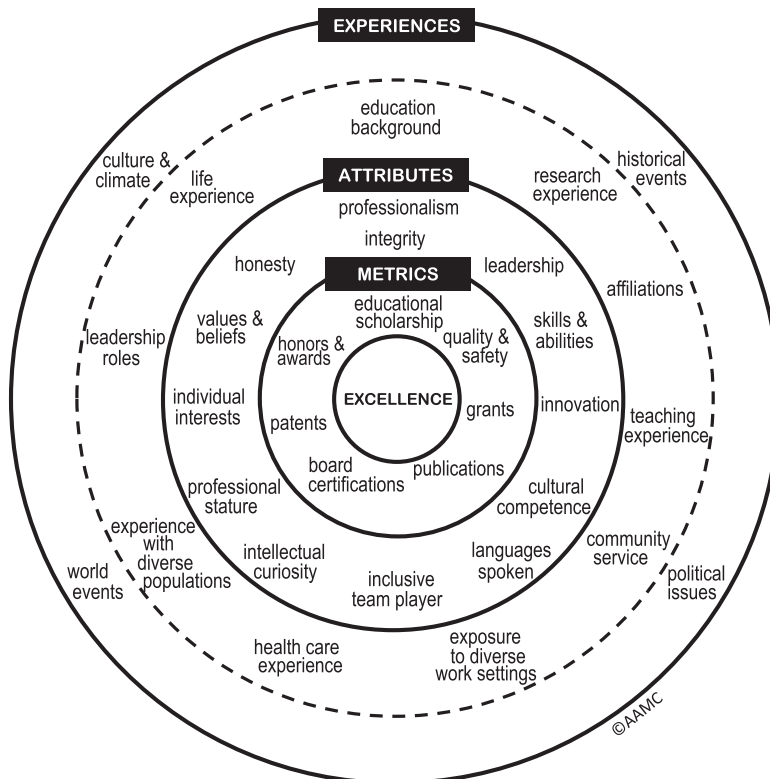 EXPERIENCES
education
background
culture &
climate
life
experience
ATTRIBUTES
research
experience
historical
events
professionalism
integrity
honesty
leadership
METRICS
affiliations
values &
beliefs
educational
scholarship
skills &
abilities
leadership
roles
honors &
awards
quality &
safety
EXCELLENCE
individual
interests
patents
grants
innovation
teaching
experience
board
certifications
publications
professional
stature
cultural
competence
experience
with
diverse
populations
intellectual
curiosity
inclusive
team player
languages
spoken
community
service
world
events
political
issues
health care
experience
exposure
to diverse
work settings
©AAMC